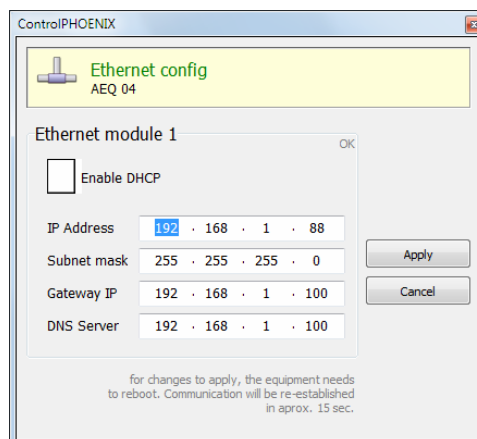 ControlPHOENIX
Ethernet config
AEQ 04
Ethernet module 1
OK
Enable DHCP
IP Address 192 . 168 . 1 . 88
Subnet mask 255 . 255 . 255 . 0
Apply
Gateway IP 192 . 168 . 1 . 100
Cancel
DNS Server 192 . 168 . 1 . 100
for changes to apply, the equipment needs
to reboot. Communication will be re-established
in aprox. 15 sec.